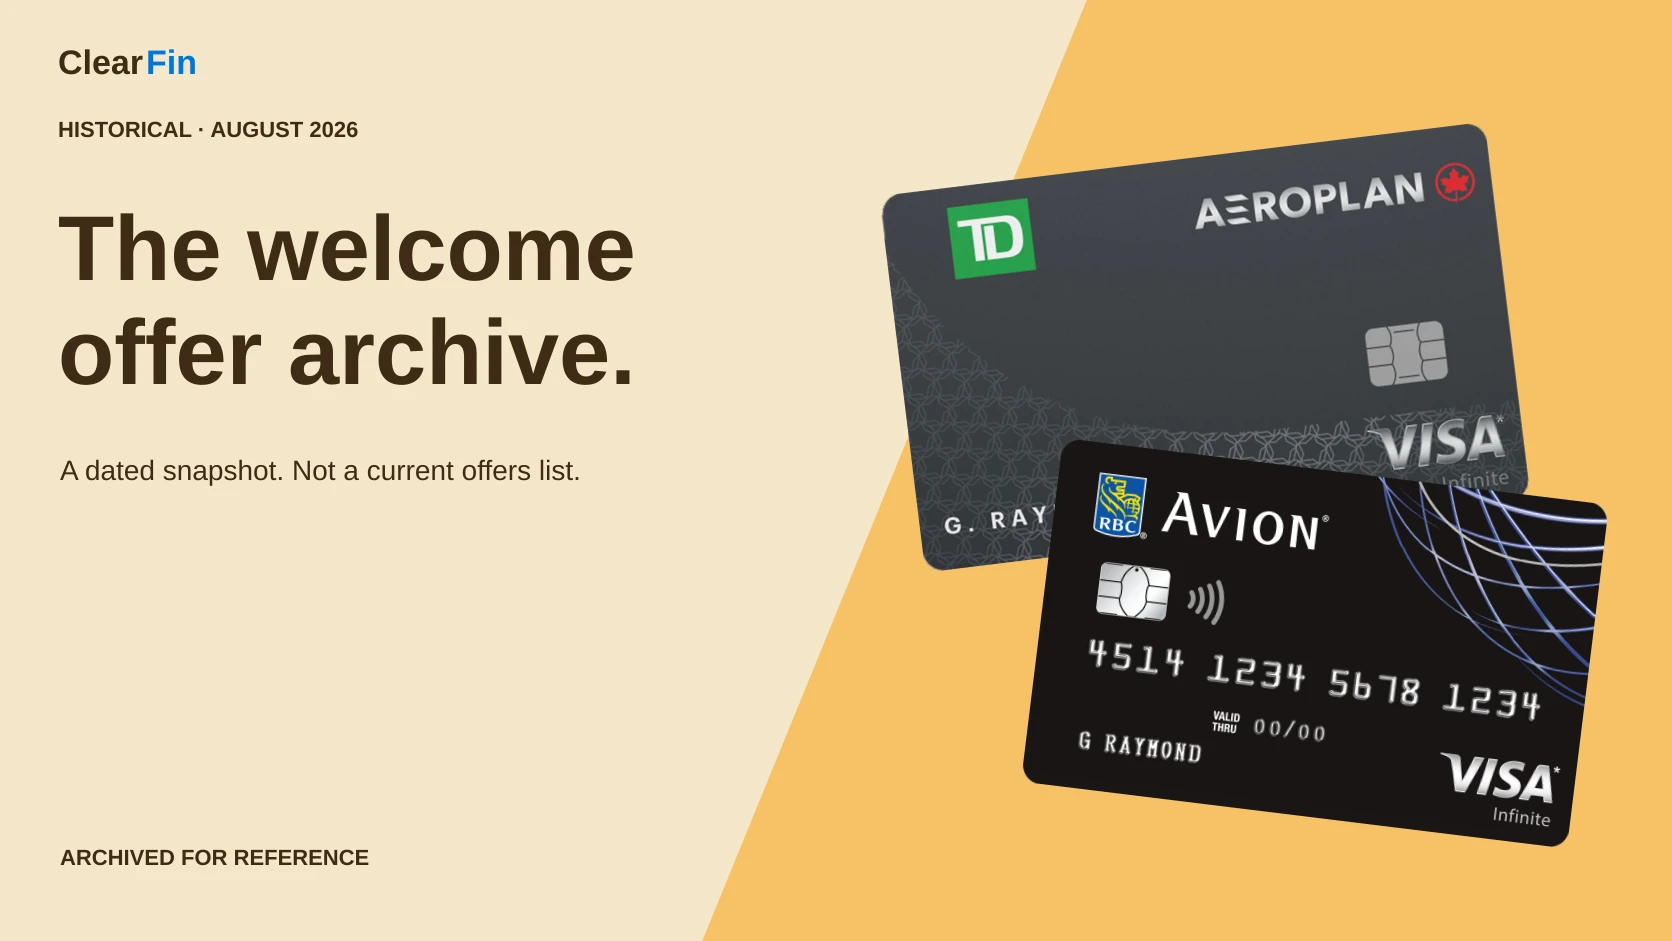 ClearFin
HISTORICAL · AUGUST 2026
The welcome
offer archive.
A dated snapshot. Not a current offers list.
ARCHIVED FOR REFERENCE
TD
AEROPLAN
VISA*
Infinite
G. RAY
RBC®
AVION®
4514 1234 5678 1234
VALID
THRU 00/00
G RAYMOND
VISA*
Infinite